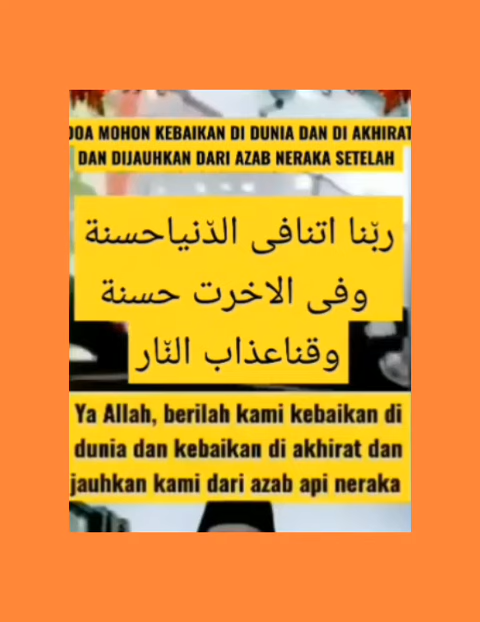 DOA MOHON KEBAIKAN DI DUNIA DAN DI AKHIRAT
DAN DIJAUHKAN DARI AZAB NERAKA SETELAH
ربّنا اتنافى الدّنياحسنة
وفى الاخرت حسنة
وقناعذاب النّار
Ya Allah, berilah kami kebaikan di
dunia dan kebaikan di akhirat dan
jauhkan kami dari azab api neraka